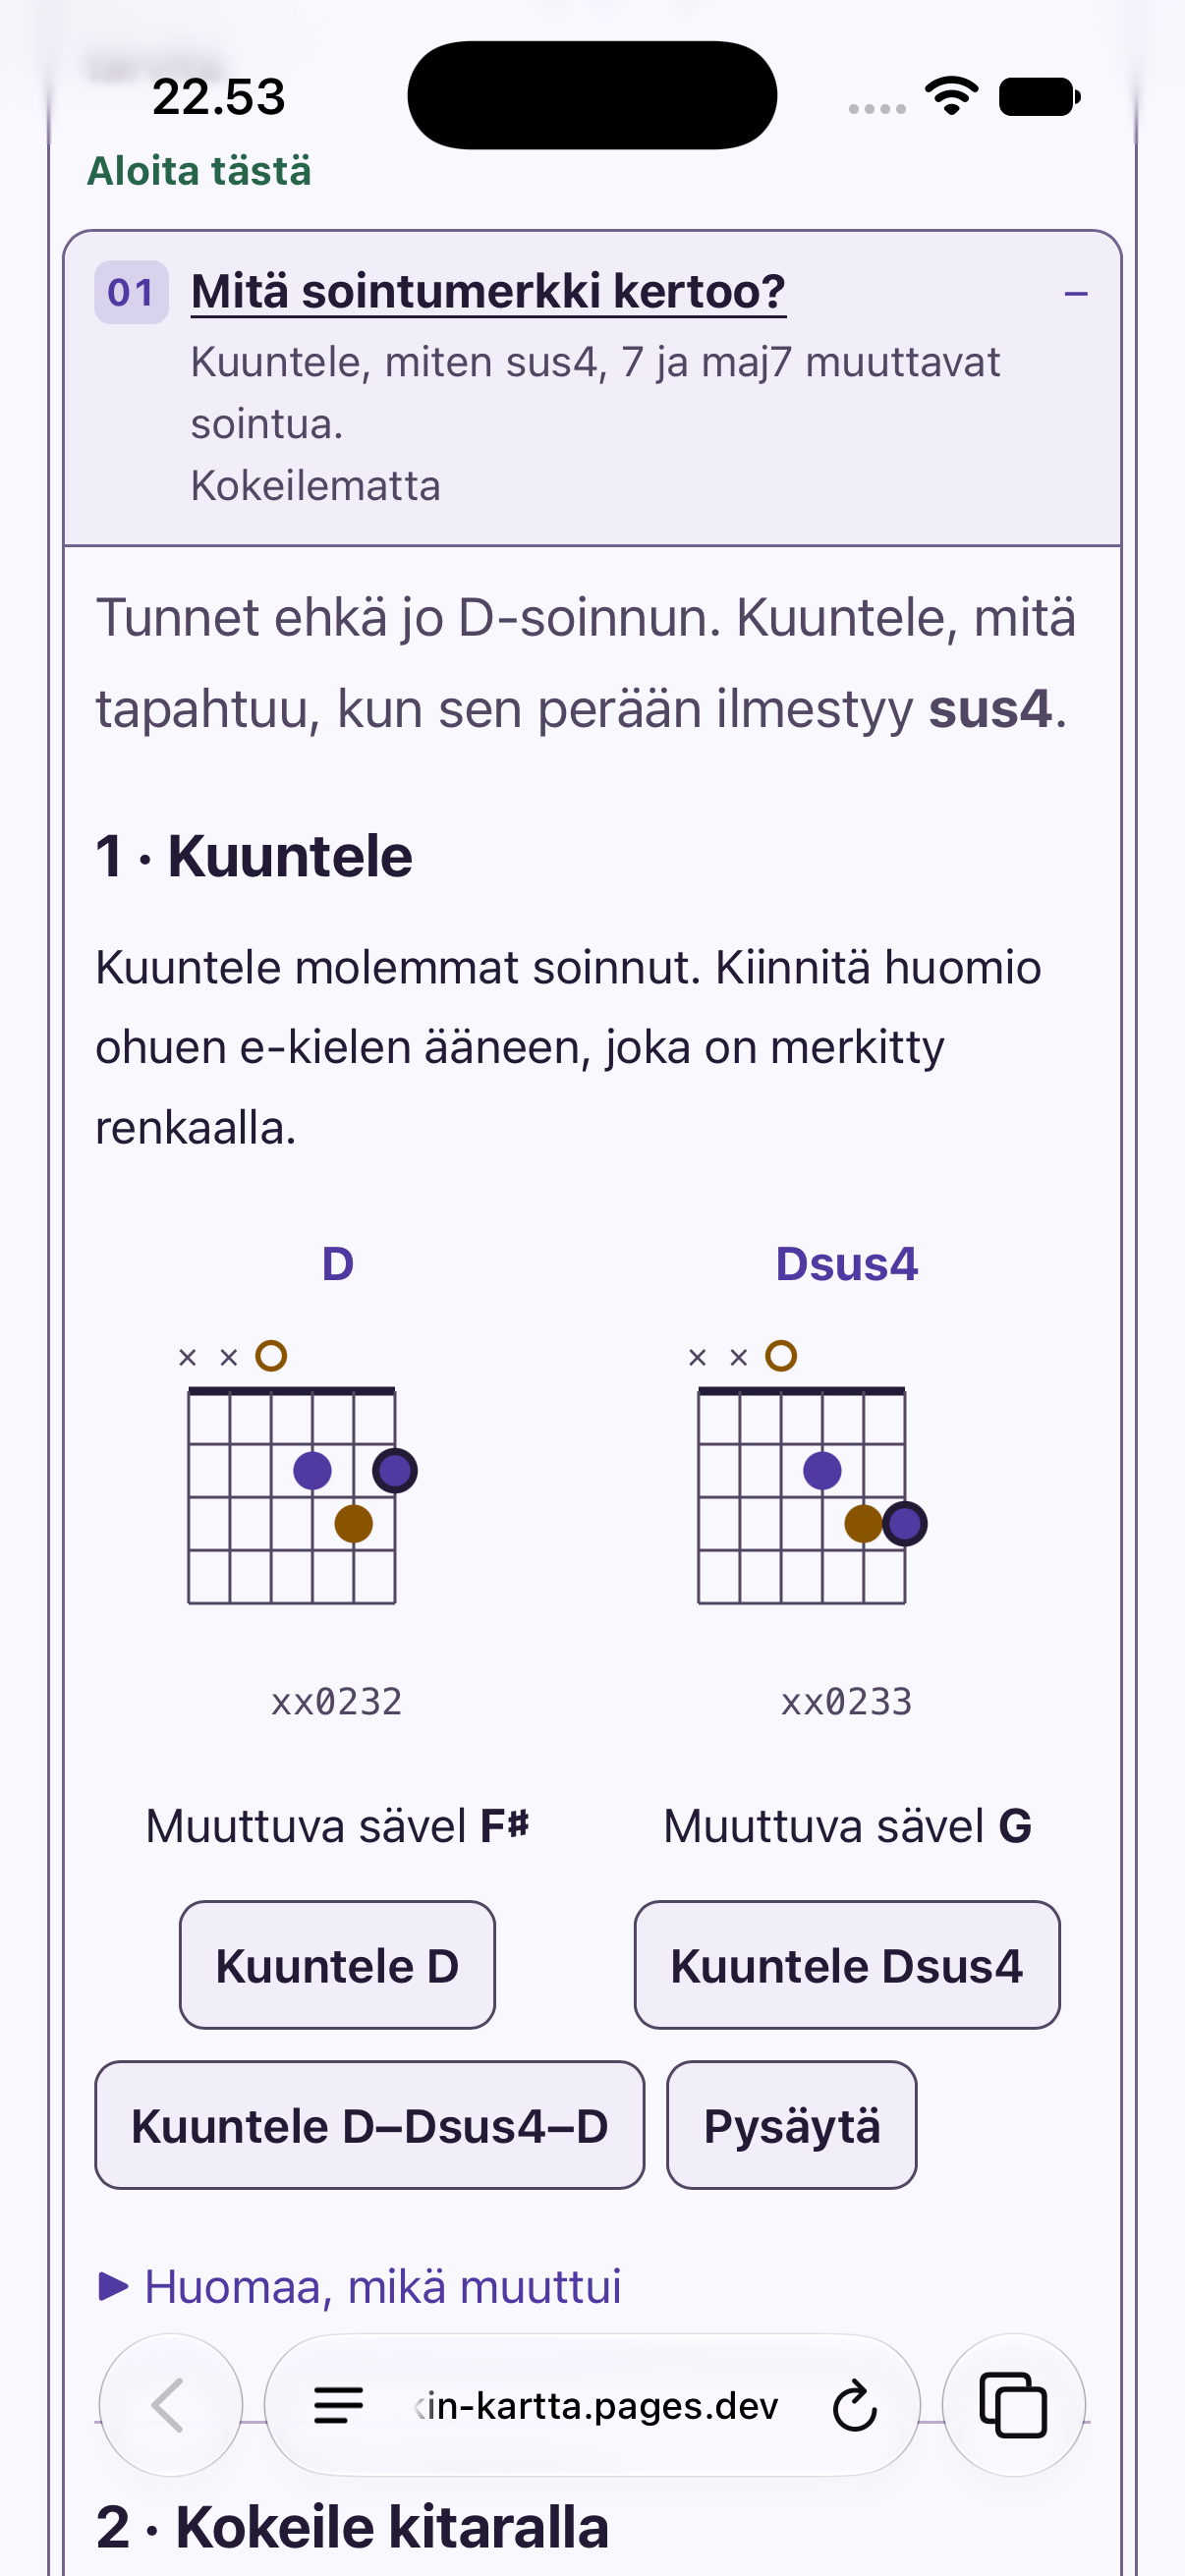 22.53
Aloita tästä
01 Mitä sointumerkki kertoo? –
Kuuntele, miten sus4, 7 ja maj7 muuttavat
sointua.
Kokeilematta
Tunnet ehkä jo D-soinnun. Kuuntele, mitä
tapahtuu, kun sen perään ilmestyy sus4.
1 · Kuuntele
Kuuntele molemmat soinnut. Kiinnitä huomio
ohuen e-kielen ääneen, joka on merkitty
renkaalla.
D
× ×
xx0232
Muuttuva sävel F♯
Kuuntele D
Dsus4
× ×
xx0233
Muuttuva sävel G
Kuuntele Dsus4
Kuuntele D–Dsus4–D
Pysäytä
Huomaa, mikä muuttui
in-kartta.pages.dev
2 · Kokeile kitaralla